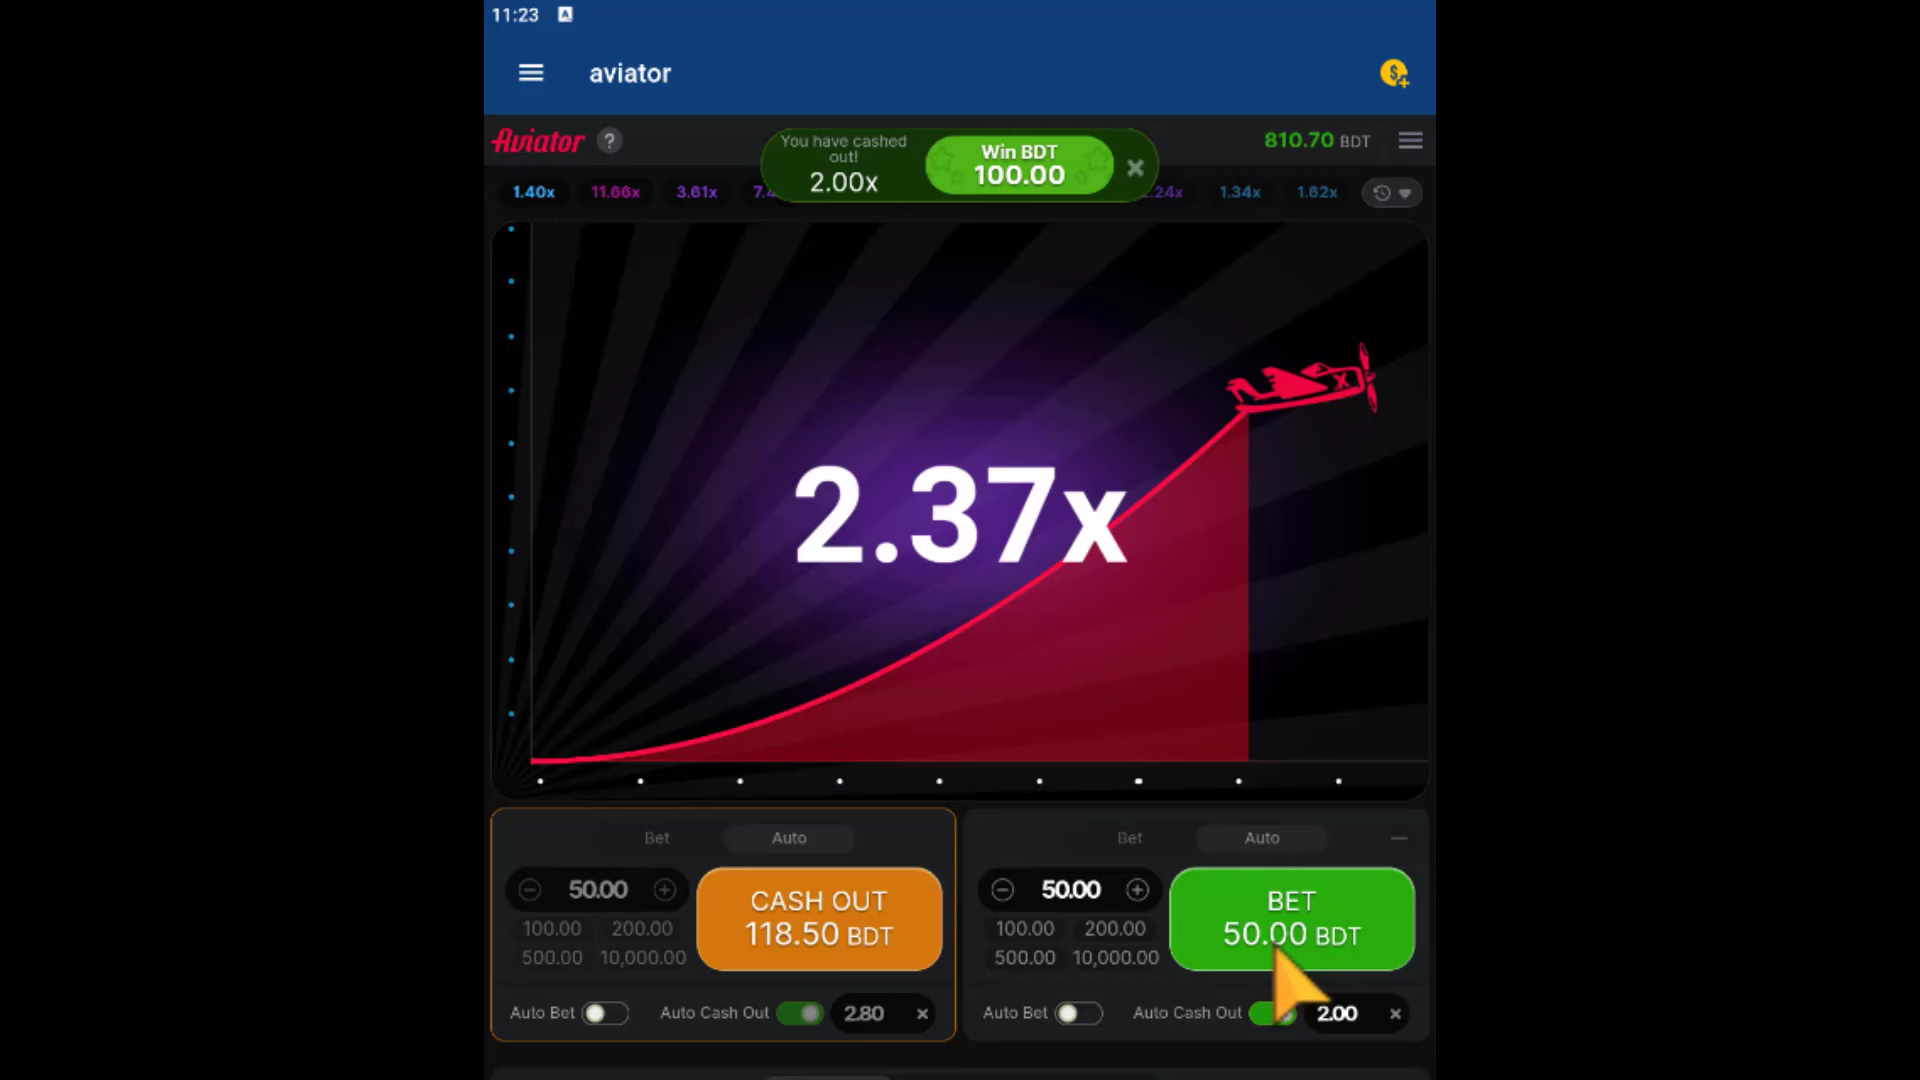 11:23
aviator
Aviator ?
You have cashed
out!
2.00x
Win BDT
100.00
810.70 BDT
1.40x 11.66x 3.61x 1.34x 1.62x
2.37x
Bet Auto
50.00
100.00 200.00
500.00 10,000.00
CASH OUT
118.50 BDT
Auto Bet Auto Cash Out 2.80
Bet Auto
50.00
100.00 200.00
500.00 10,000.00
BET
50.00 BDT
Auto Bet Auto Cash Out 2.00